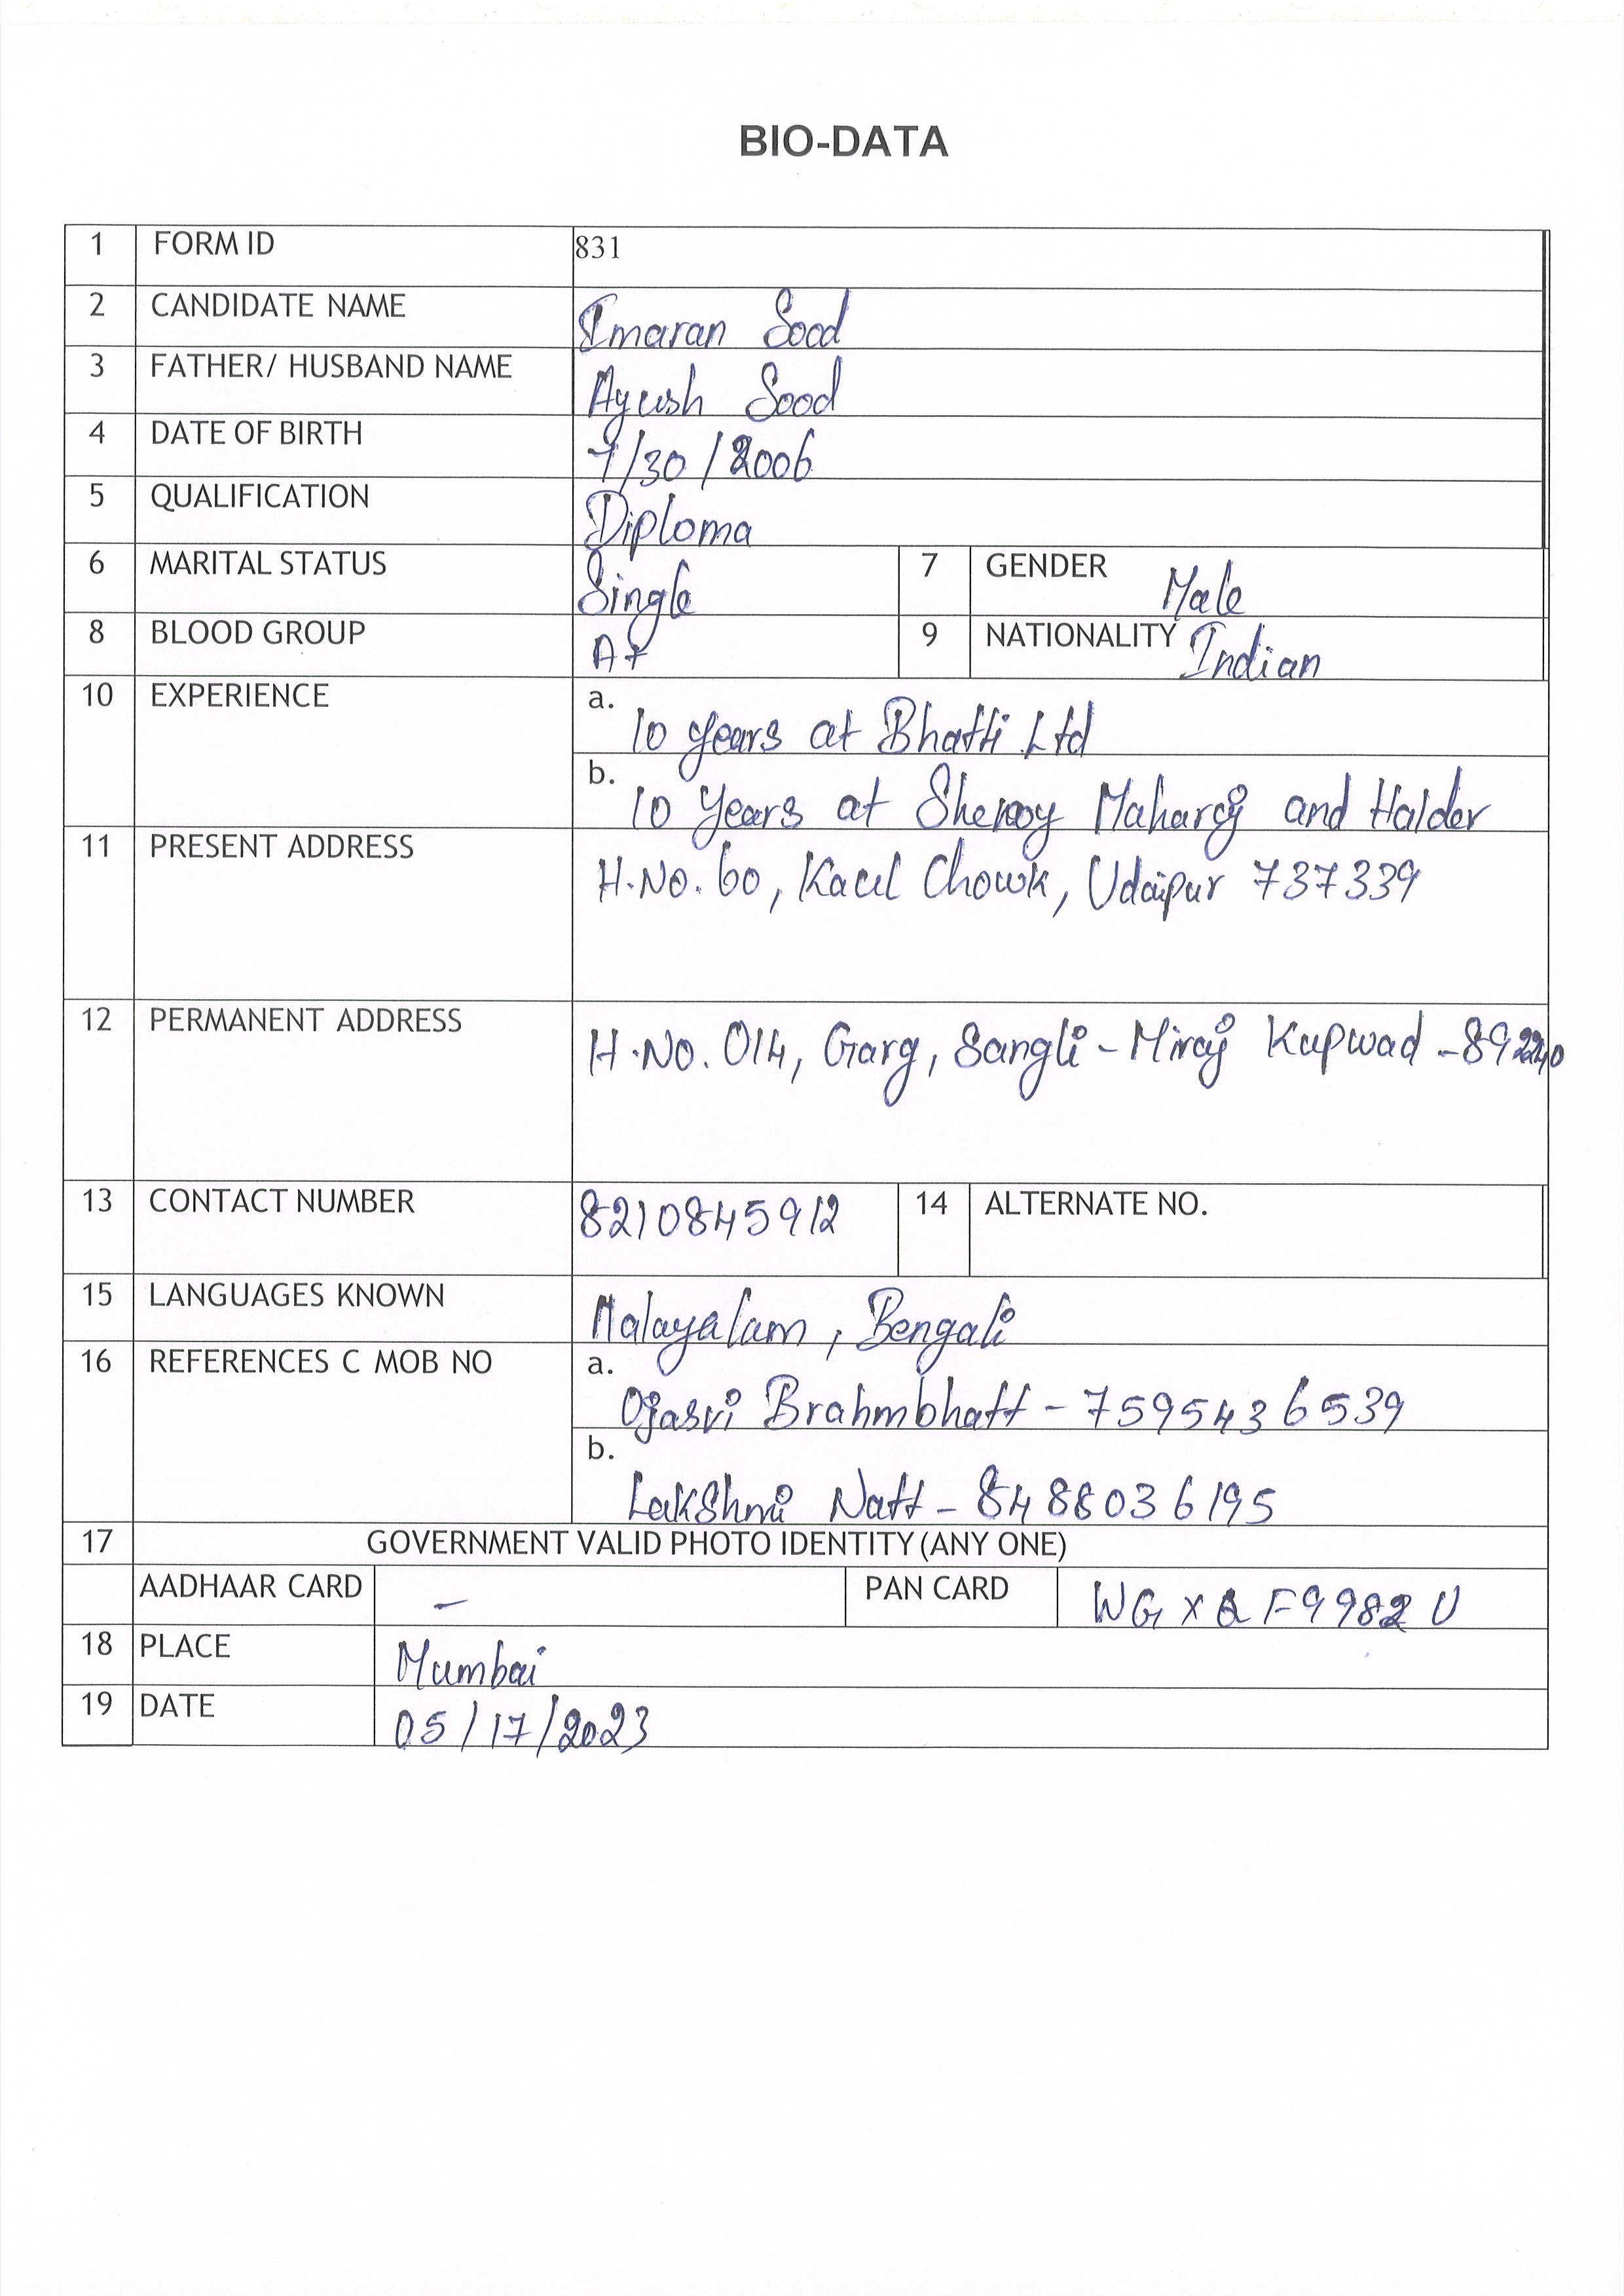 BIO-DATA
1 FORM ID 831
2 CANDIDATE NAME Imaran Sood
3 FATHER/ HUSBAND NAME Ayush Sood
4 DATE OF BIRTH 7/30/2006
5 QUALIFICATION Diploma
6 MARITAL STATUS Single 7 GENDER Male
8 BLOOD GROUP A+ 9 NATIONALITY Indian
10 EXPERIENCE a. 10 years at Bhatti Ltd
b. 10 Years at Shenoy Maharaj and Halder
11 PRESENT ADDRESS H.No. 60, Kaul Chowk, Udaipur 737339
12 PERMANENT ADDRESS H.No. 014, Garg, Sangli-Miraj Kupwad -892240
13 CONTACT NUMBER 8210845912 14 ALTERNATE NO.
15 LANGUAGES KNOWN Malayalam, Bengali
16 REFERENCES C MOB NO a. Ojasvi Brahmbhatt - 7595436539
b. Lakshmi Natt - 8488036195
17 GOVERNMENT VALID PHOTO IDENTITY (ANY ONE)
AADHAAR CARD - PAN CARD WGXQF9982U
18 PLACE Mumbai
19 DATE 05/17/2023